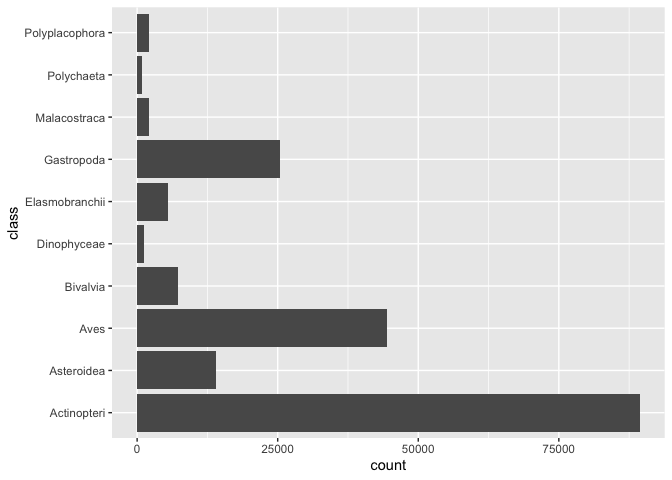 Polyplacophora
Polychaeta
Malacostraca
Gastropoda
Elasmobranchii
Dinophyceae
Bivalvia
Aves
Asteroidea
Actinopteri
class
0 25000 50000 75000
count